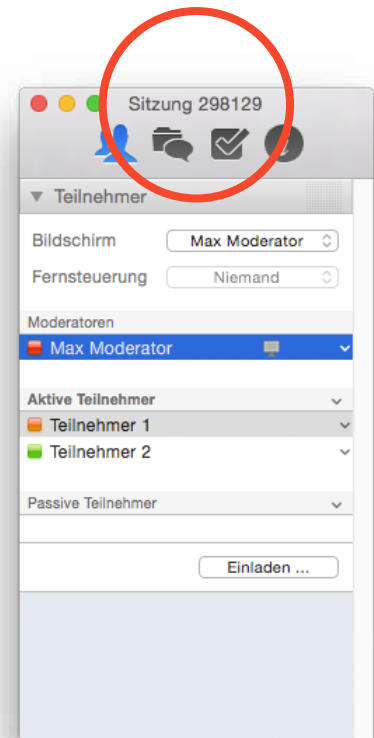 Sitzung 298129
Teilnehmer
Bildschirm Max Moderator
Fernsteuerung Niemand
Moderatoren
Max Moderator
Aktive Teilnehmer
Teilnehmer 1
Teilnehmer 2
Passive Teilnehmer
Einladen ...